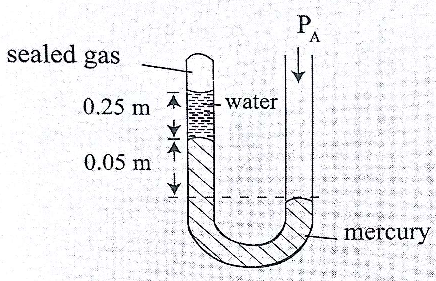 P_A
sealed gas
water
0.25 m
0.05 m
mercury